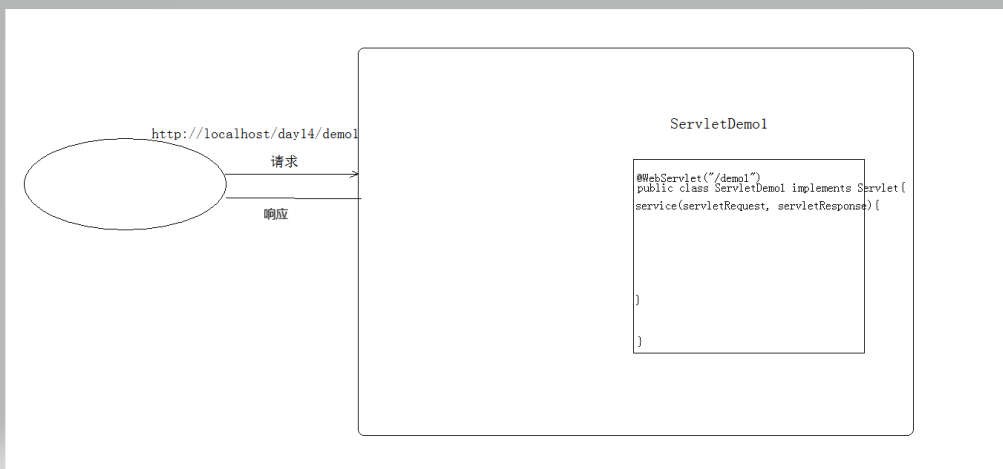 http://localhost/day14/demo1
请求
响应
ServletDemo1
@WebServlet("/demo1")
public class ServletDemo1 implements Servlet{
service(servletRequest, servletResponse){
}
}